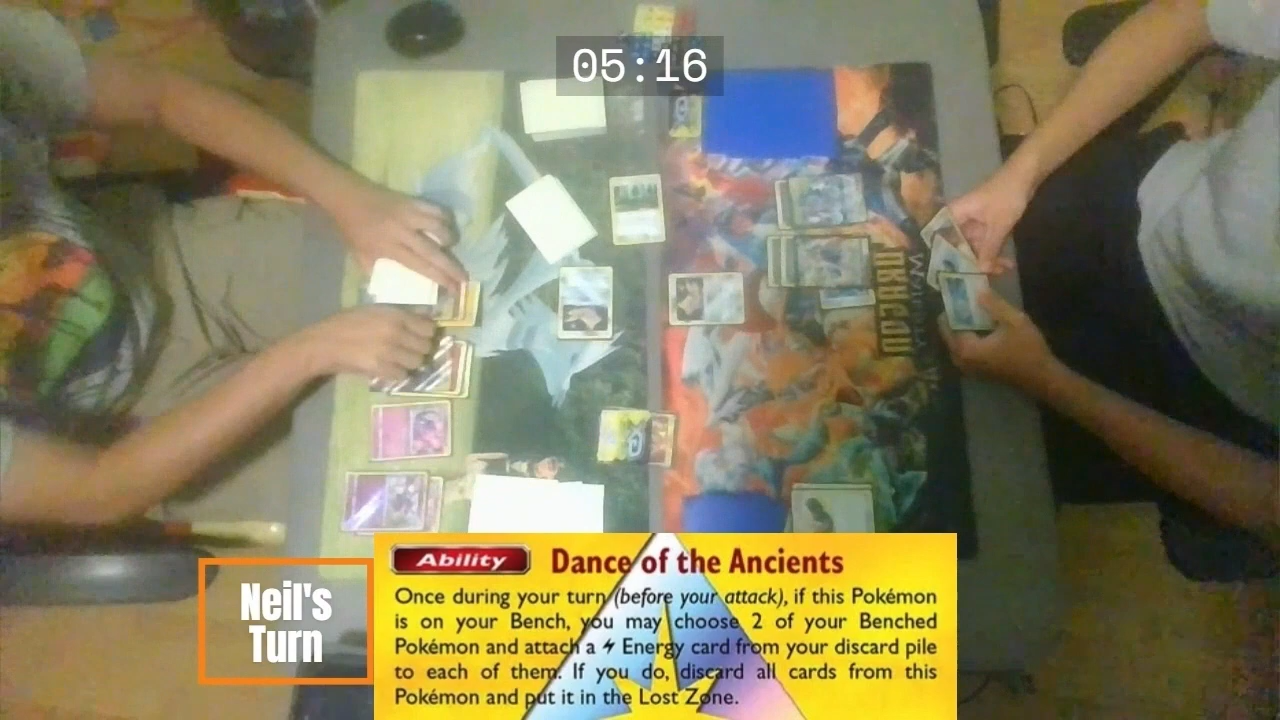 05:16
Neil's
Turn
Ability Dance of the Ancients
Once during your turn (before your attack), if this Pokémon
is on your Bench, you may choose 2 of your Benched
Pokémon and attach a Energy card from your discard pile
to each of them. If you do, discard all cards from this
Pokémon and put it in the Lost Zone.